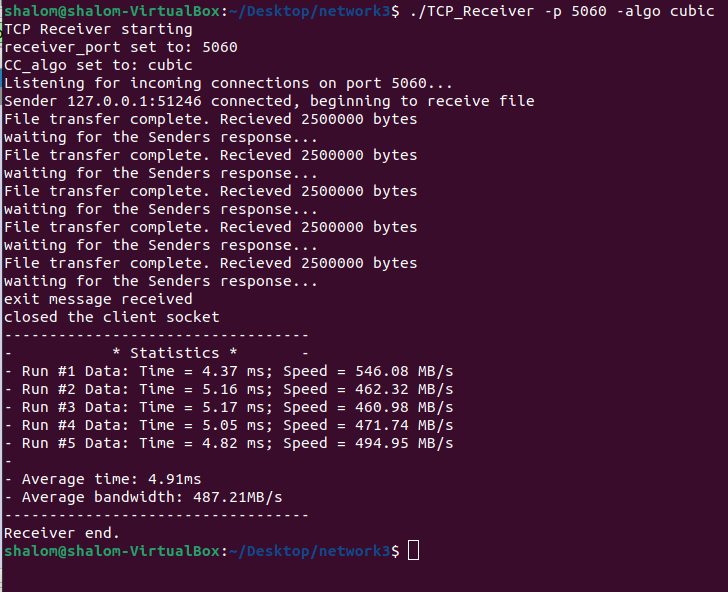 shalom@shalom-VirtualBox:~/Desktop/network3$ ./TCP_Receiver -p 5060 -algo cubic
TCP Receiver starting
receiver_port set to: 5060
CC_algo set to: cubic
Listening for incoming connections on port 5060...
Sender 127.0.0.1:51246 connected, beginning to receive file
File transfer complete. Recieved 2500000 bytes
waiting for the Senders response...
File transfer complete. Recieved 2500000 bytes
waiting for the Senders response...
File transfer complete. Recieved 2500000 bytes
waiting for the Senders response...
File transfer complete. Recieved 2500000 bytes
waiting for the Senders response...
File transfer complete. Recieved 2500000 bytes
waiting for the Senders response...
exit message received
closed the client socket
----------------------------------
-           * Statistics *       -
- Run #1 Data: Time = 4.37 ms; Speed = 546.08 MB/s
- Run #2 Data: Time = 5.16 ms; Speed = 462.32 MB/s
- Run #3 Data: Time = 5.17 ms; Speed = 460.98 MB/s
- Run #4 Data: Time = 5.05 ms; Speed = 471.74 MB/s
- Run #5 Data: Time = 4.82 ms; Speed = 494.95 MB/s
-
- Average time: 4.91ms
- Average bandwidth: 487.21MB/s
----------------------------------
Receiver end.
shalom@shalom-VirtualBox:~/Desktop/network3$